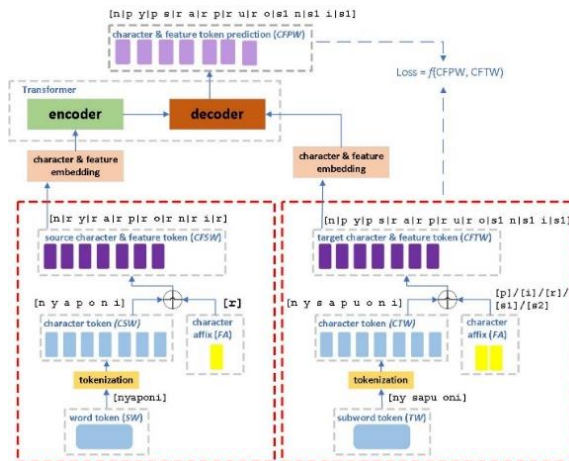 [n|p y|p s|r a|r p|r u|r o|s1 n|s1 i|s1]
character & feature token prediction (CFPW)
Transformer
encoder
decoder
Loss = f(CFPW, CFTW)
character & feature
embedding
character & feature
embedding
[n|r y|r a|r p|r o|r n|r i|r]
source character & feature token (CFSW)
[n y a p o n i]
[r]
character token (CSW)
character
affix (FA)
tokenization
[nyaponi]
word token (SW)
[n|p y|p s|r a|r p|r u|r o|s1 n|s1 i|s1]
target character & feature token (CFTW)
[n y s a p u o n i]
[p]/[i]/[r]/
[s1]/[s2]
character token (CTW)
character
affix (FA)
tokenization
[ny sapu oni]
subword token (TW)